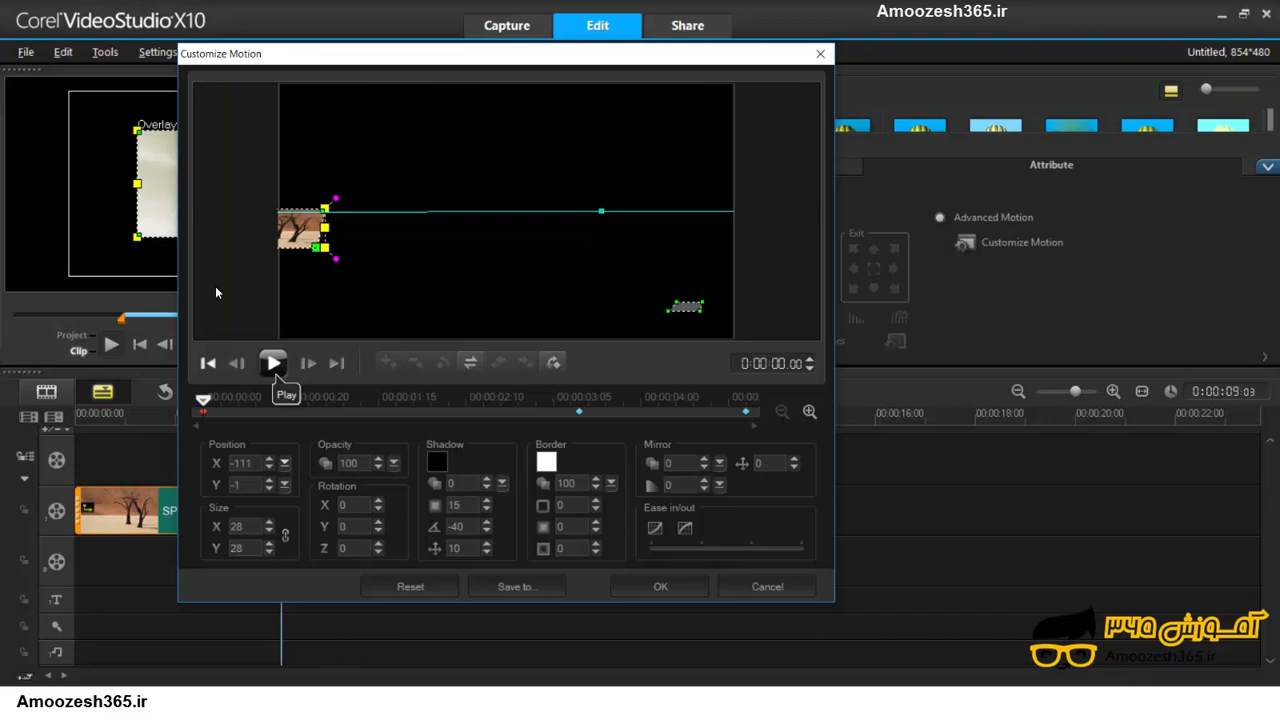 Corel VideoStudio X10
Capture
Edit
Share
Amoozesh365.ir
File
Edit
Tools
Settings
Untitled, 854*480
Customize Motion
Overlay
Attribute
Advanced Motion
Customize Motion
Exit
Project
Clip
0:00:00.00
Play
0:00:00:00
00:00:00:20
00:00:01:15
00:00:02:10
00:00:03:05
00:00:04:00
00:00:
Position
X -111
Y -1
Size
X 28
Y 28
Opacity
100
Rotation
X 0
Y 0
Z 0
Shadow
0
15
-40
10
Border
100
0
0
0
Mirror
0
0
0
Ease in/out
Reset
Save to...
OK
Cancel
0:00:09:03
00:00:00:00
00:00:16:00
00:00:18:00
00:00:20:00
00:00:22:00
SP
آموزش ۳۶۵
Amoozesh365.ir
Amoozesh365.ir